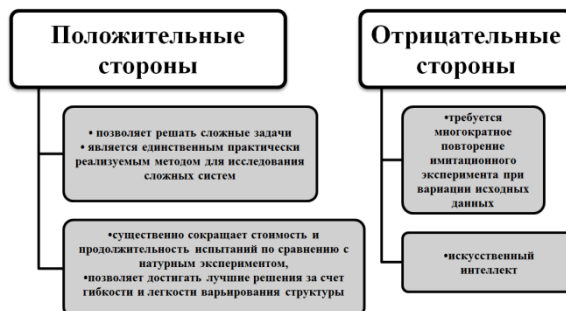 Положительные
стороны
• позволяет решать сложные задачи
• является единственным практически
реализуемым методом для исследования
сложных систем
•существенно сокращает стоимость и
продолжительность испытаний по сравнению с
натурным экспериментом,
•позволяет достигать лучшие решения за счет
гибкости и легкости варьирования структуры
Отрицательные
стороны
•требуется
многократное
повторение
имитационного
эксперимента при
вариации исходных
данных
•искусственный
интеллект